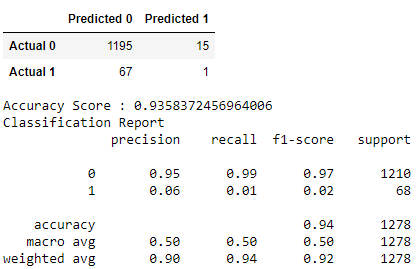 Predicted 0 Predicted 1
Actual 0 1195 15
Actual 1 67 1
Accuracy Score : 0.9358372456964006
Classification Report
precision recall f1-score support
0 0.95 0.99 0.97 1210
1 0.06 0.01 0.02 68
accuracy 0.94 1278
macro avg 0.50 0.50 0.50 1278
weighted avg 0.90 0.94 0.92 1278